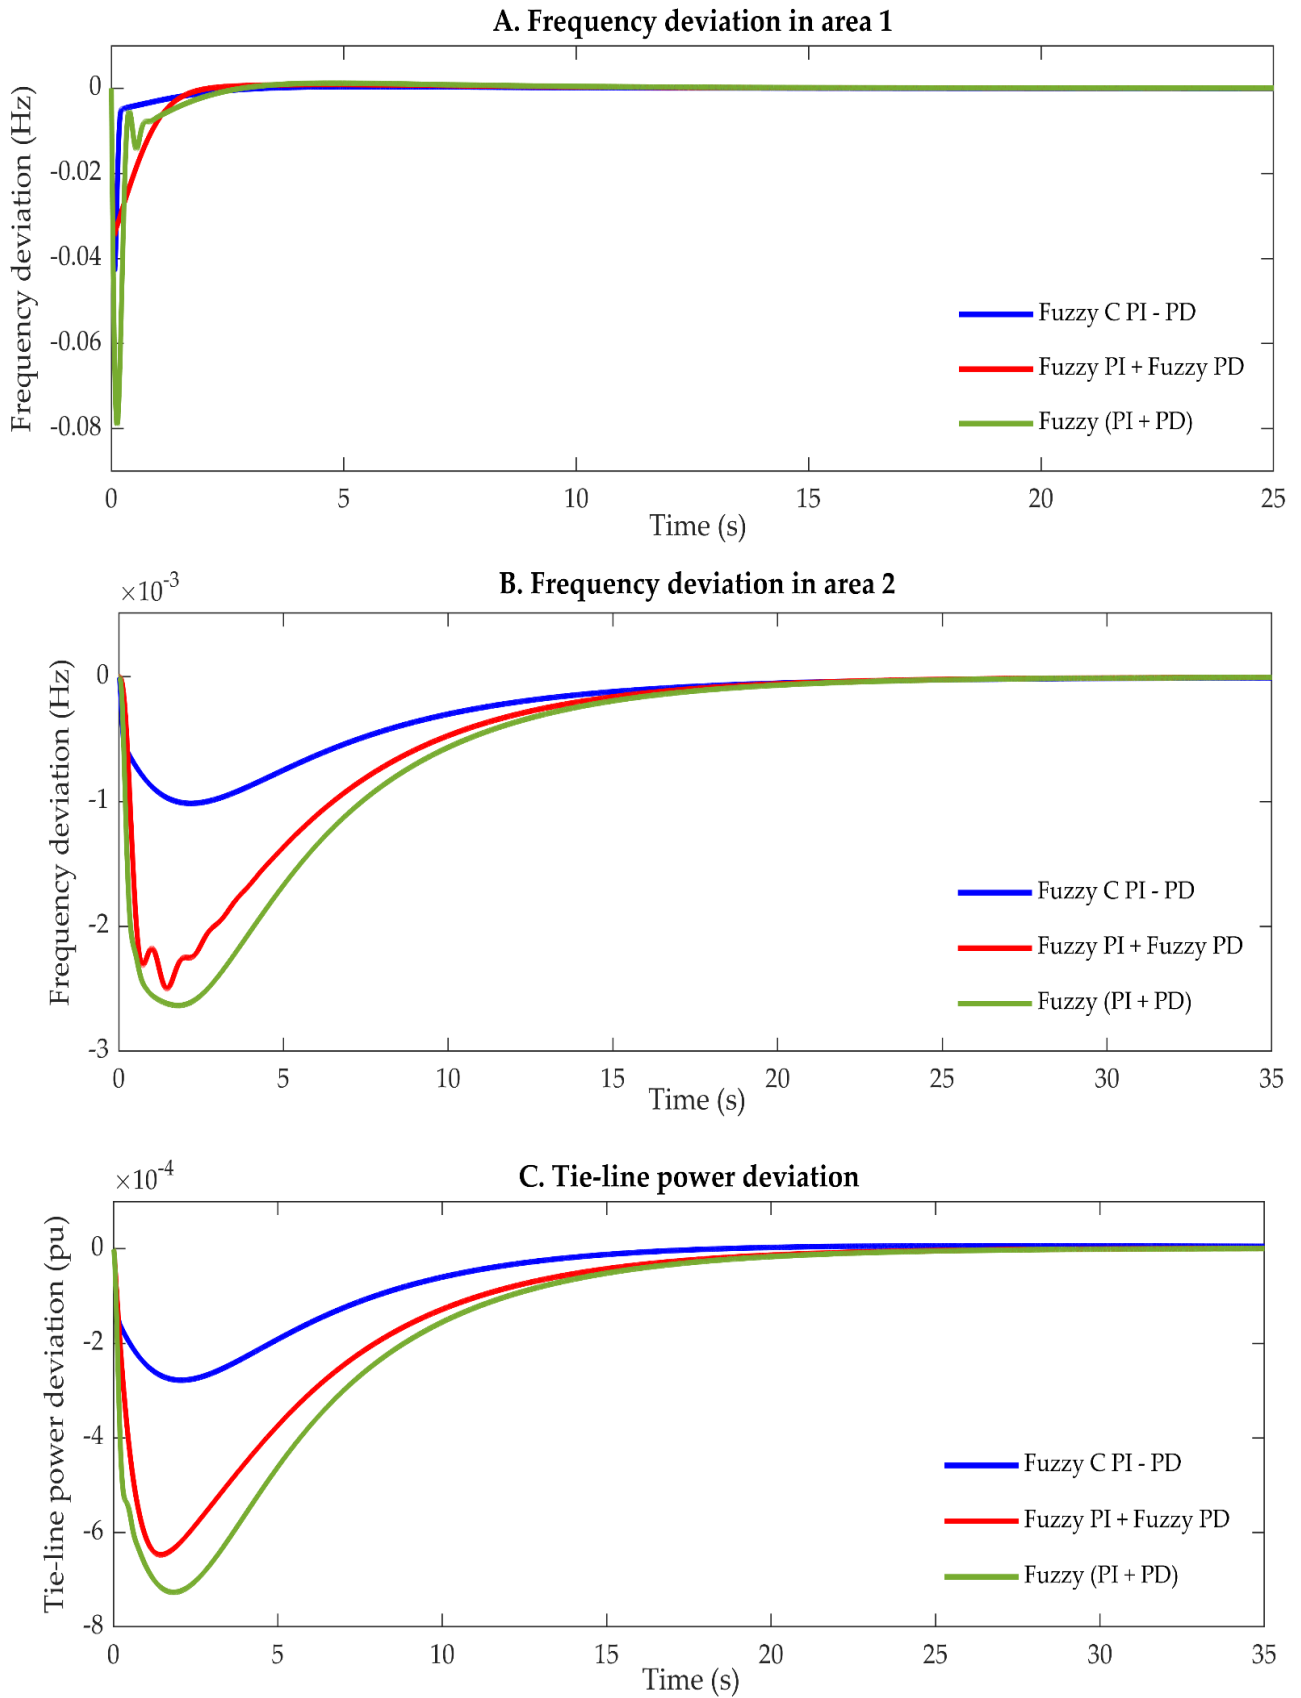 A. Frequency deviation in area 1
Frequency deviation (Hz)
0
-0.02
-0.04
-0.06
-0.08
Fuzzy C PI - PD
Fuzzy PI + Fuzzy PD
Fuzzy (PI + PD)
0 5 10 15 20 25
Time (s)
×10-3
B. Frequency deviation in area 2
Frequency deviation (Hz)
0
-1
-2
-3
Fuzzy C PI - PD
Fuzzy PI + Fuzzy PD
Fuzzy (PI + PD)
0 5 10 15 20 25 30 35
Time (s)
×10-4
C. Tie-line power deviation
Tie-line power deviation (pu)
0
-2
-4
-6
-8
Fuzzy C PI - PD
Fuzzy PI + Fuzzy PD
Fuzzy (PI + PD)
0 5 10 15 20 25 30 35
Time (s)